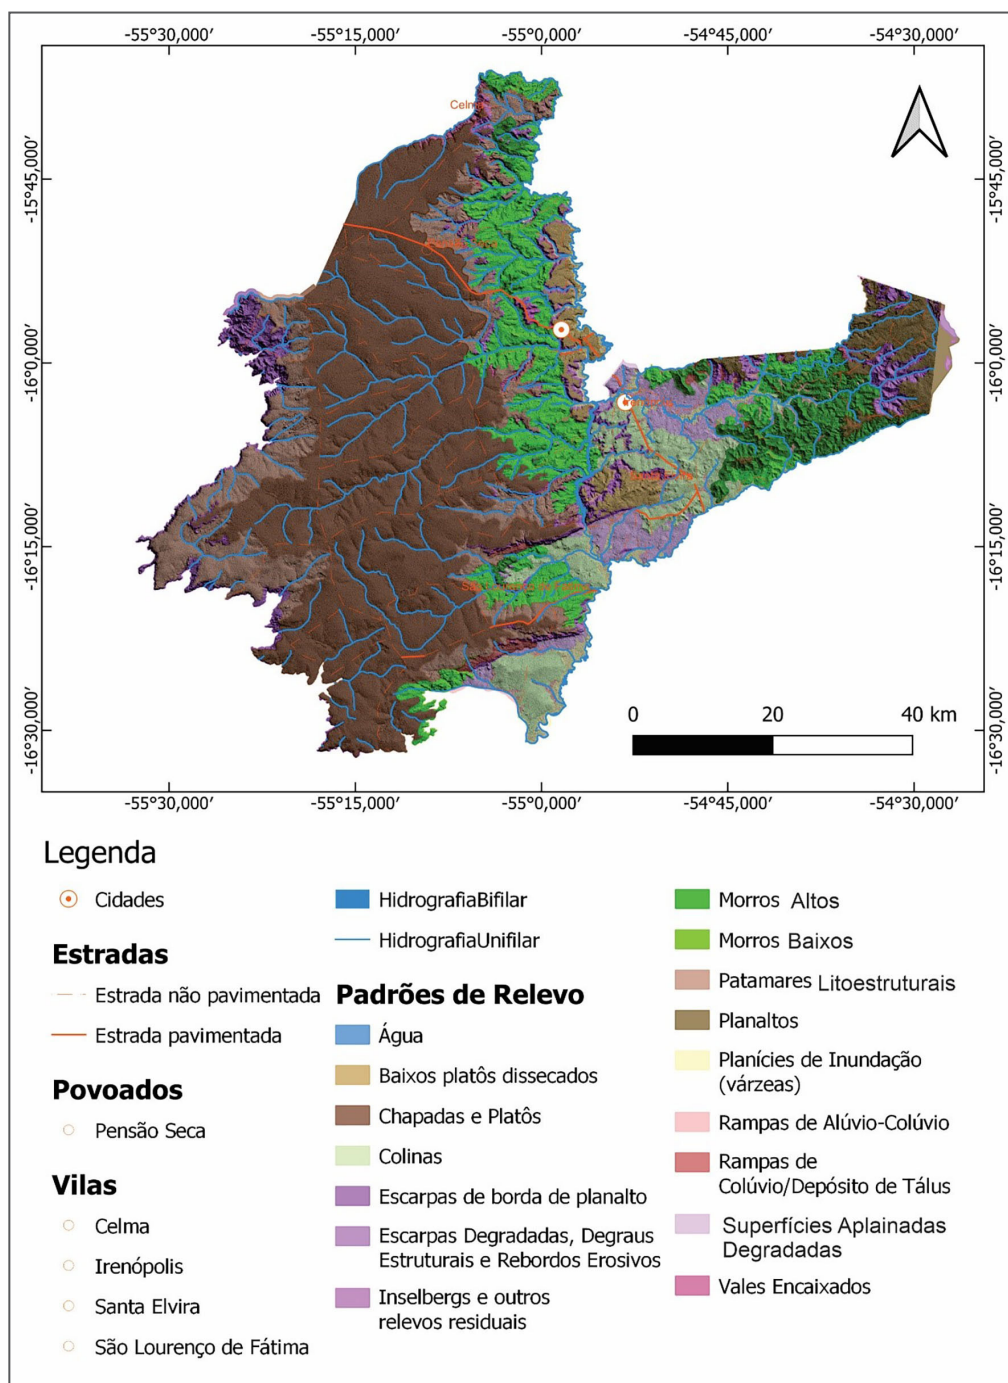 -55°30,000′ -55°15,000′ -55°00,000′ -54°45,000′ -54°30,000′
-15°45,000′ -15°45,000′
-16°00,000′ -16°00,000′
-16°15,000′ -16°15,000′
-16°30,000′ -16°30,000′
0 20 40 km
-55°30,000′ -55°15,000′ -55°00,000′ -54°45,000′ -54°30,000′
Legenda
Cidades
Estradas
Estrada não pavimentada
Estrada pavimentada
Povoados
Pensão Seca
Vilas
Celma
Irenópolis
Santa Elvira
São Lourenço de Fátima
HidrografiaBifilar
HidrografiaUnifilar
Padrões de Relevo
Água
Baixos platôs dissecados
Chapadas e Platôs
Colinas
Escarpas de borda de planalto
Escarpas Degradadas, Degraus
Estruturais e Rebordos Erosivos
Inselbergs e outros
relevos residuais
Morros Altos
Morros Baixos
Patamares Litoestruturais
Planaltos
Planícies de Inundação
(várzeas)
Rampas de Alúvio-Colúvio
Rampas de
Colúvio/Depósito de Tálus
Superfícies Aplainadas
Degradadas
Vales Encaixados